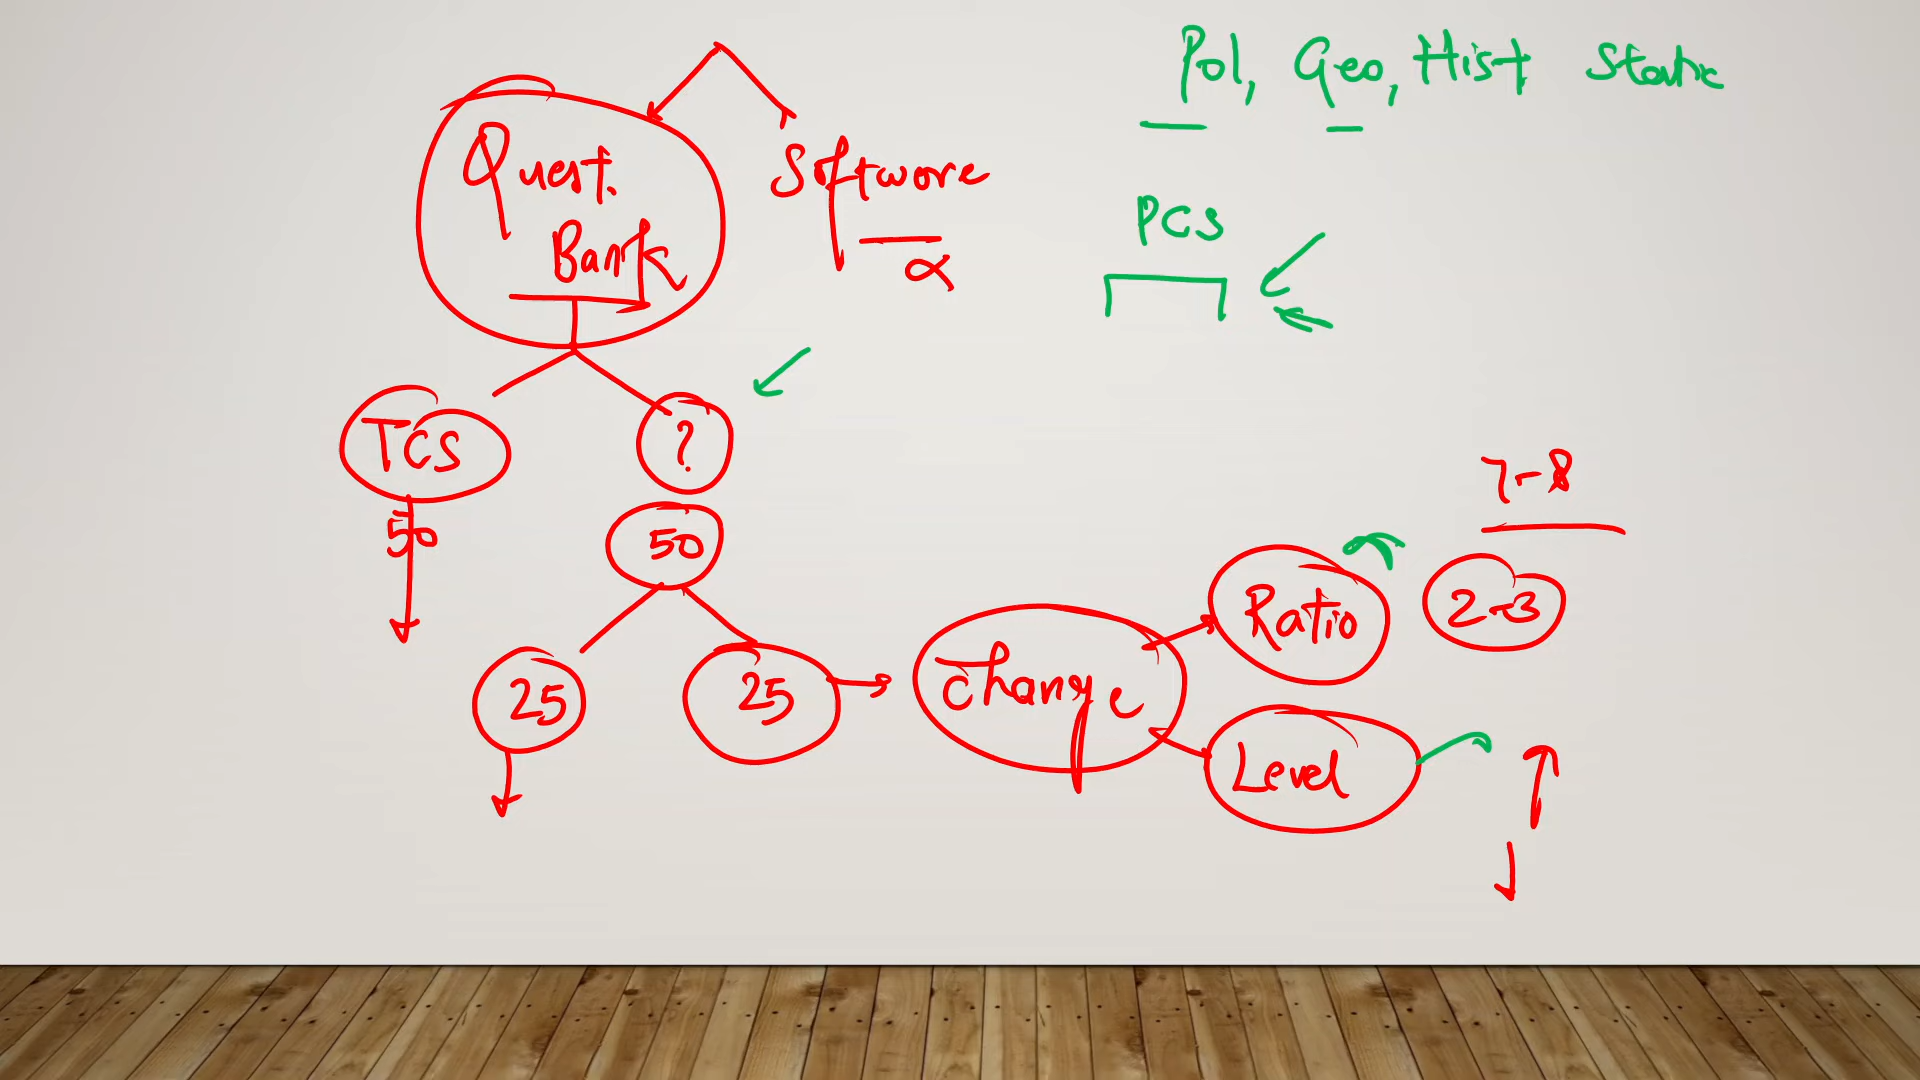 Pol, Geo, Hist Static
Quest.
Bank
Software
α
PCS
TCS
?
50
50
7-8
Ratio
2-3
25
25
Change
Level